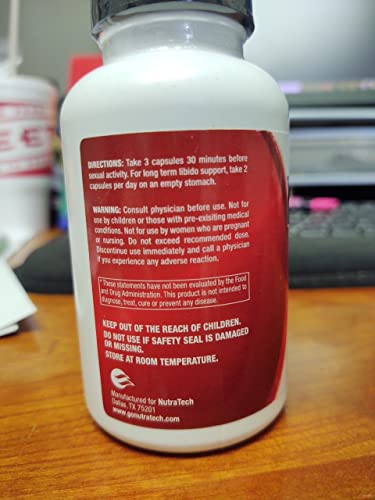 DIRECTIONS: Take 3 capsules 30 minutes before
sexual activity. For long term libido support, take 2
capsules per day on an empty stomach.
WARNING: Consult physician before use. Not for
use by children or those with pre-exisiting medical
conditions. Not for use by women who are pregnant
or nursing. Do not exceed recommended dose.
Discontinue use immediately and call a physician
if you experience any adverse reaction.
*These statements have not been evaluated by the Food
and Drug Administration. This product is not intended to
diagnose, treat, cure or prevent any disease.
KEEP OUT OF THE REACH OF CHILDREN.
DO NOT USE IF SAFETY SEAL IS DAMAGED
OR MISSING.
STORE AT ROOM TEMPERATURE.
Manufactured for NutraTech
Dallas, TX 75201
www.gonutratech.com